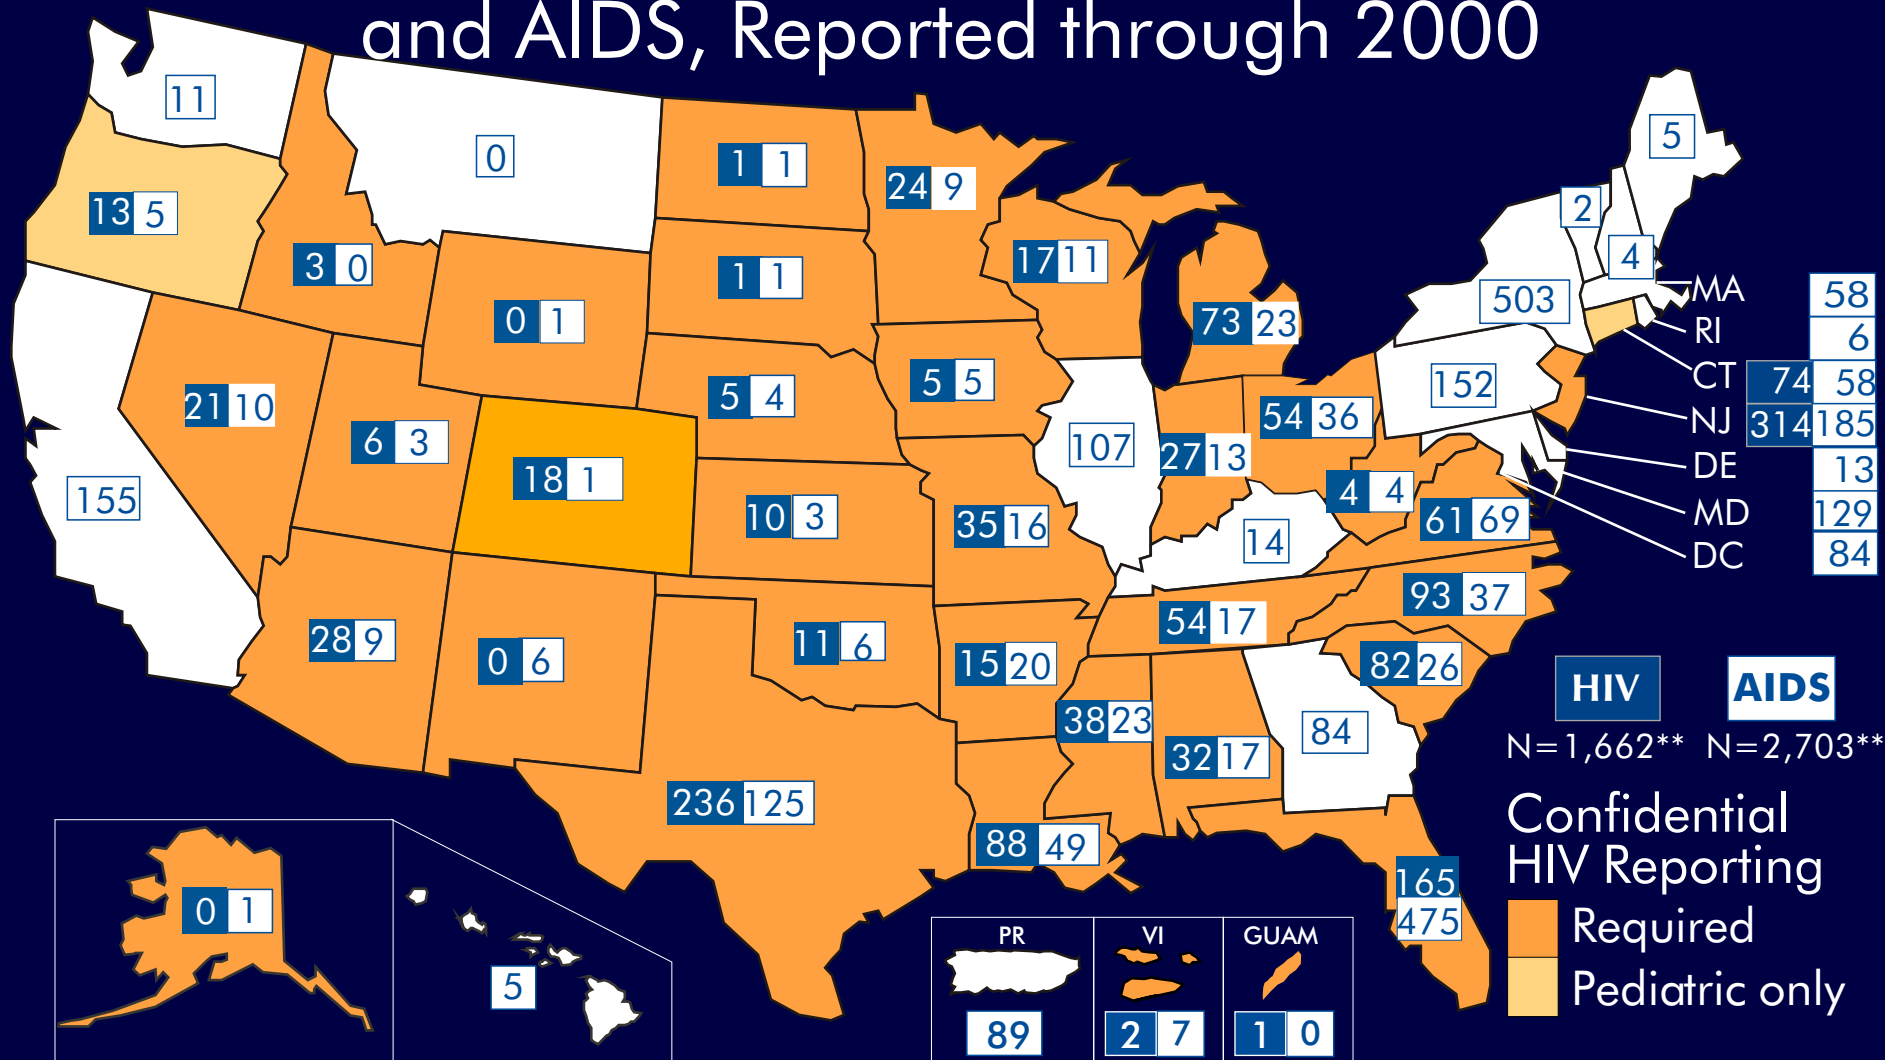 and AIDS, Reported through 2000
11
0
5
1 1
24 9
2
13 5
4
3 0
17 11
1 1
MA 58
503
0 1
73 23
RI 6
CT 74 58
5 5
152
5 4
21 10
54 36
NJ 314 185
6 3
107
27 13
DE 13
18 1
4 4
155
10 3
MD 129
61 69
35 16
14
DC 84
93 37
54 17
28 9
11 6
0 6
15 20
82 26
HIV AIDS
38 23
84
N=1,662** N=2,703**
32 17
236 125
Confidential
HIV Reporting
88 49
165
475
0 1
Required
PR VI GUAM
5
Pediatric only
89 2 7 1 0